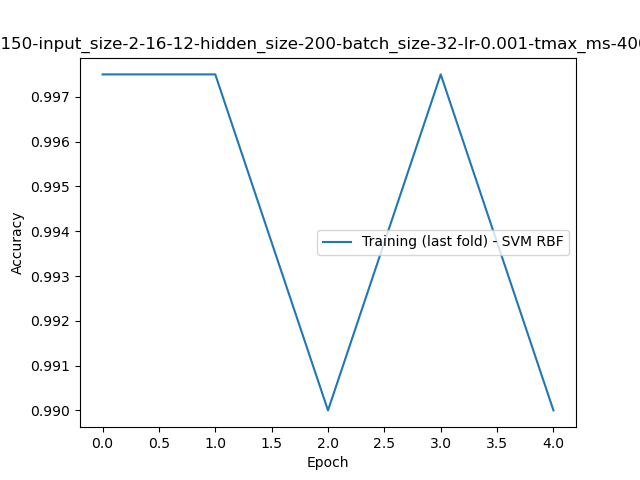 150-input_size-2-16-12-hidden_size-200-batch_size-32-lr-0.001-tmax_ms-400
0.997
0.996
0.995
0.994
0.993
0.992
0.991
0.990
Accuracy
Training (last fold) - SVM RBF
0.0 0.5 1.0 1.5 2.0 2.5 3.0 3.5 4.0
Epoch